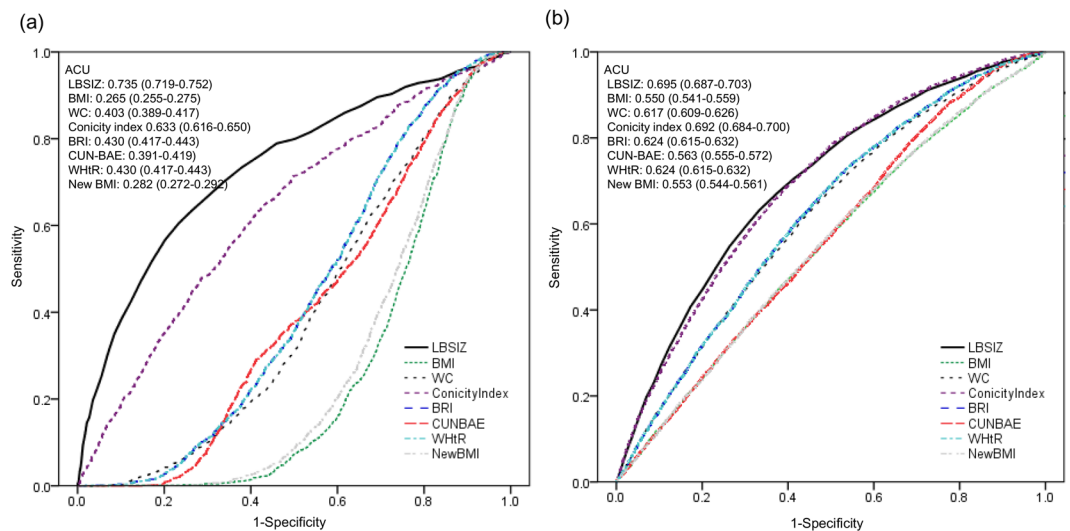 (a)
ACU
LBSIZ: 0.735 (0.719-0.752)
BMI: 0.265 (0.255-0.275)
WC: 0.403 (0.389-0.417)
Conicity index 0.633 (0.616-0.650)
BRI: 0.430 (0.417-0.443)
CUN-BAE: 0.391-0.419)
WHtR: 0.430 (0.417-0.443)
New BMI: 0.282 (0.272-0.292)
1.0
0.8
0.6
0.4
0.2
0.0
Sensitivity
LBSIZ
BMI
WC
ConicityIndex
BRI
CUNBAE
WHtR
NewBMI
0.0 0.2 0.4 0.6 0.8 1.0
1-Specificity
(b)
ACU
LBSIZ: 0.695 (0.687-0.703)
BMI: 0.550 (0.541-0.559)
WC: 0.617 (0.609-0.626)
Conicity index 0.692 (0.684-0.700)
BRI: 0.624 (0.615-0.632)
CUN-BAE: 0.563 (0.555-0.572)
WHtR: 0.624 (0.615-0.632)
New BMI: 0.553 (0.544-0.561)
1.0
0.8
0.6
0.4
0.2
0.0
Sensitivity
LBSIZ
BMI
WC
ConicityIndex
BRI
CUNBAE
WHtR
NewBMI
0.0 0.2 0.4 0.6 0.8 1.0
1-Specificity